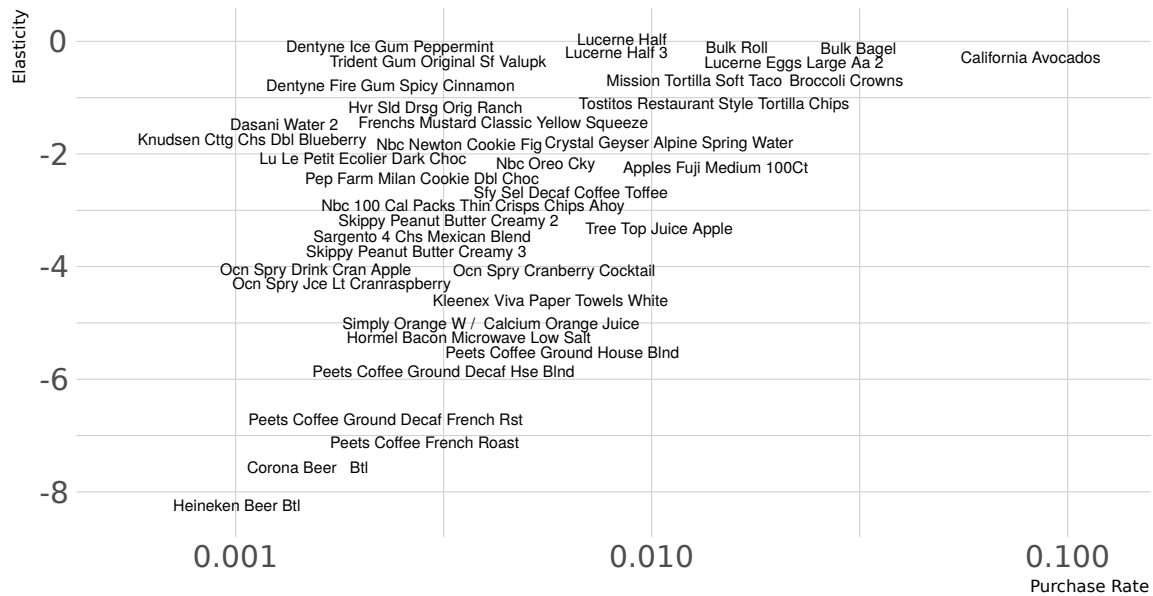 Elasticity
0
Lucerne Half
Dentyne Ice Gum Peppermint
Bulk Roll
Bulk Bagel
Lucerne Half 3
California Avocados
Trident Gum Original Sf Valupk
Lucerne Eggs Large Aa 2
Mission Tortilla Soft Taco
Broccoli Crowns
Dentyne Fire Gum Spicy Cinnamon
Tostitos Restaurant Style Tortilla Chips
Hvr Sld Drsg Orig Ranch
Dasani Water 2
Frenchs Mustard Classic Yellow Squeeze
Knudsen Cttg Chs Dbl Blueberry
Nbc Newton Cookie Fig
Crystal Geyser Alpine Spring Water
-2
Lu Le Petit Ecolier Dark Choc
Nbc Oreo Cky
Apples Fuji Medium 100Ct
Pep Farm Milan Cookie Dbl Choc
Sfy Sel Decaf Coffee Toffee
Nbc 100 Cal Packs Thin Crisps Chips Ahoy
Skippy Peanut Butter Creamy 2
Tree Top Juice Apple
Sargento 4 Chs Mexican Blend
Skippy Peanut Butter Creamy 3
-4
Ocn Spry Drink Cran Apple
Ocn Spry Cranberry Cocktail
Ocn Spry Jce Lt Cranraspberry
Kleenex Viva Paper Towels White
Simply Orange W / Calcium Orange Juice
Hormel Bacon Microwave Low Salt
Peets Coffee Ground House Blnd
-6
Peets Coffee Ground Decaf Hse Blnd
Peets Coffee Ground Decaf French Rst
Peets Coffee French Roast
Corona Beer Btl
-8
Heineken Beer Btl
0.001
0.010
0.100
Purchase Rate